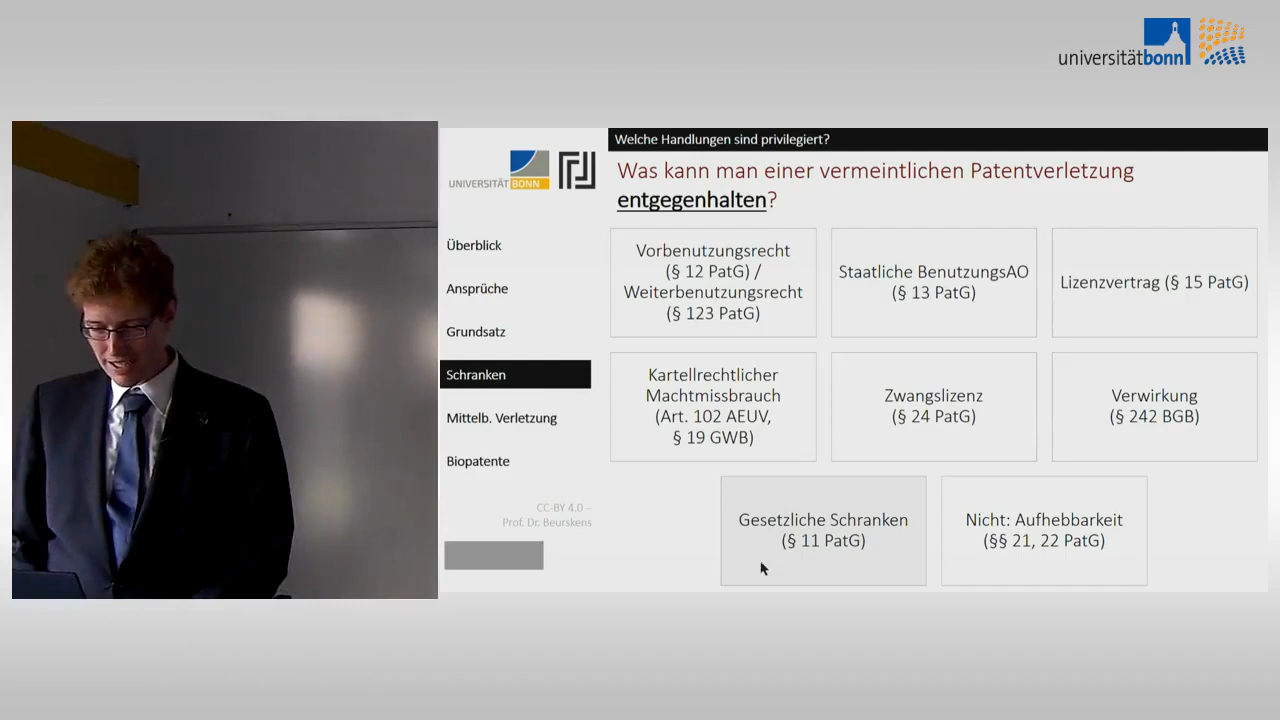 universitätbonn
Welche Handlungen sind privilegiert?
UNIVERSITÄT BONN
Was kann man einer vermeintlichen Patentverletzung
entgegenhalten?
Überblick
Ansprüche
Grundsatz
Schranken
Mittelb. Verletzung
Biopatente
CC-BY 4.0 –
Prof. Dr. Beurskens
Vorbenutzungsrecht
(§ 12 PatG) /
Weiterbenutzungsrecht
(§ 123 PatG)
Staatliche BenutzungsAO
(§ 13 PatG)
Lizenzvertrag (§ 15 PatG)
Kartellrechtlicher
Machtmissbrauch
(Art. 102 AEUV,
§ 19 GWB)
Zwangslizenz
(§ 24 PatG)
Verwirkung
(§ 242 BGB)
Gesetzliche Schranken
(§ 11 PatG)
Nicht: Aufhebbarkeit
(§§ 21, 22 PatG)